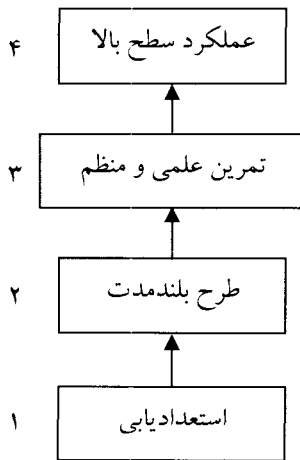 ۴ عملکرد سطح بالا
۳ تمرین علمی و منظم
۲ طرح بلندمدت
۱ استعدادیابی